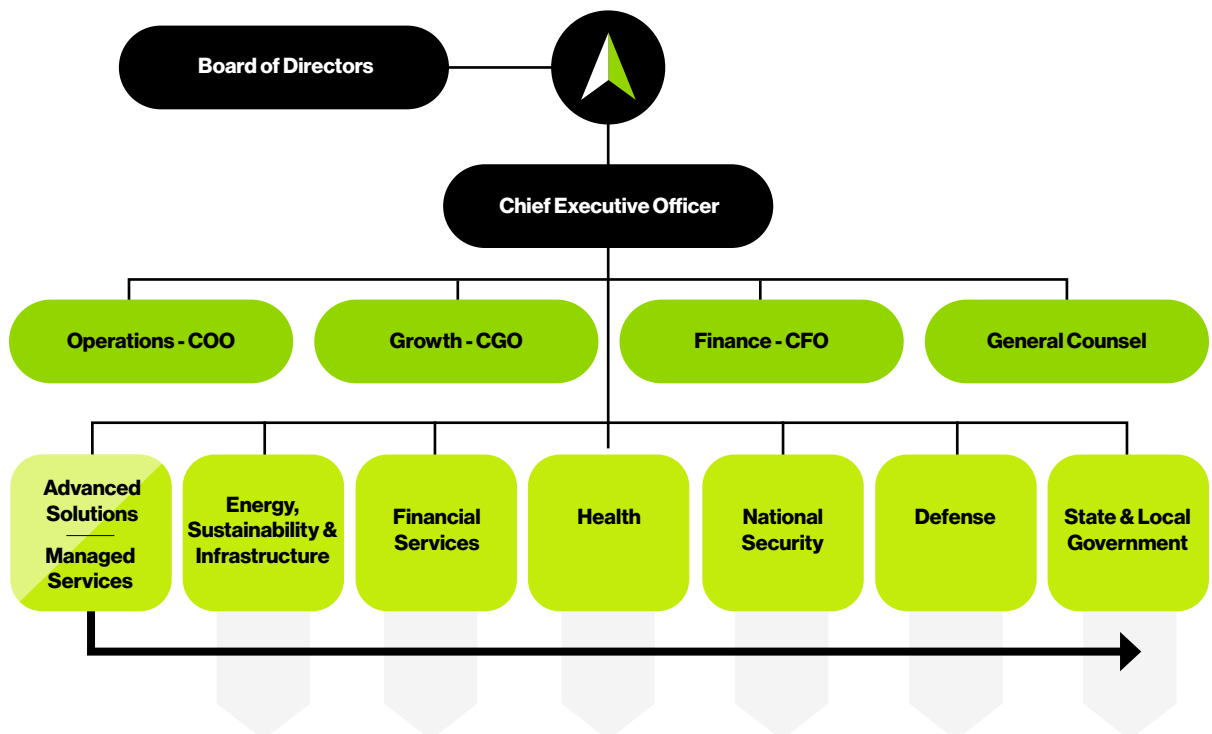 Board of Directors
Chief Executive Officer
Operations - COO
Growth - CGO
Finance - CFO
General Counsel
Advanced
Solutions
Managed
Services
Energy,
Sustainability &
Infrastructure
Financial
Services
Health
National
Security
Defense
State & Local
Government